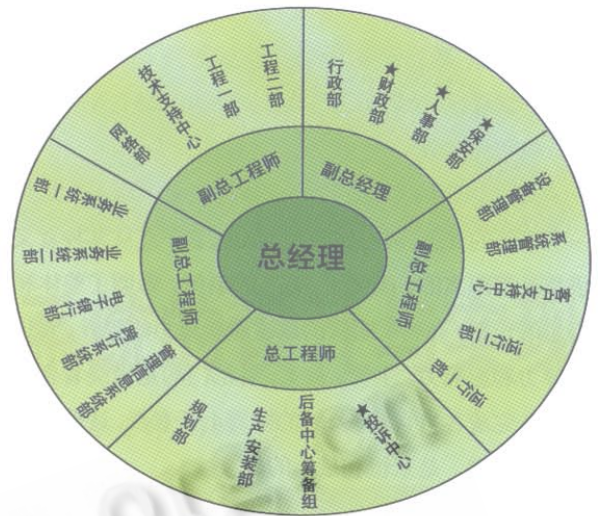 总经理
副总经理
行政部
★财政部
★人事部
★保安部
副总工程师
设备管理部
系统管理部
客户支持中心
运行二部
运行一部
总工程师
★投诉中心
后备中心筹备组
生产安装部
规划部
副总工程师
管理信息系统部
跨行系统部
电子银行部
业务系统二部
业务系统一部
副总工程师
网络部
技术支持中心
工程一部
工程二部